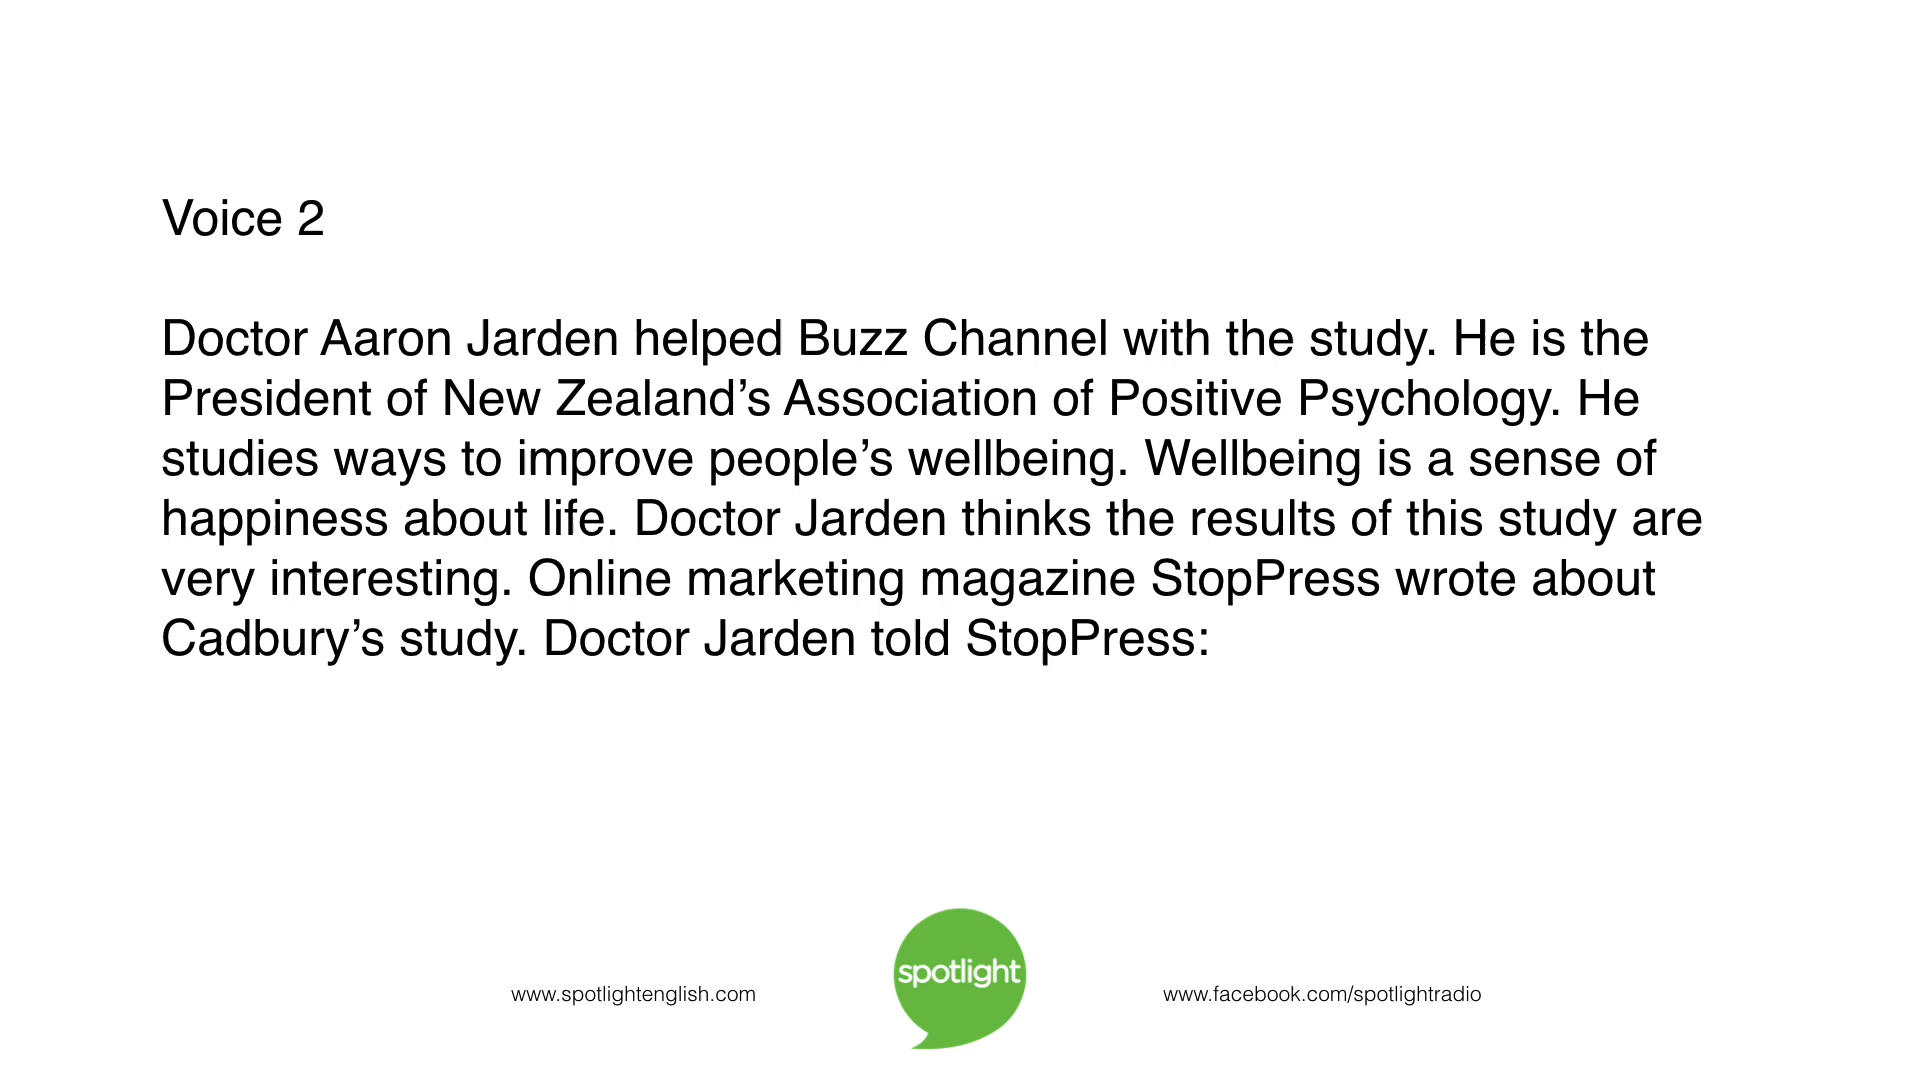 Voice 2
Doctor Aaron Jarden helped Buzz Channel with the study. He is the
President of New Zealand’s Association of Positive Psychology. He
studies ways to improve people’s wellbeing. Wellbeing is a sense of
happiness about life. Doctor Jarden thinks the results of this study are
very interesting. Online marketing magazine StopPress wrote about
Cadbury’s study. Doctor Jarden told StopPress:
www.spotlightenglish.com
spotlight
www.facebook.com/spotlightradio